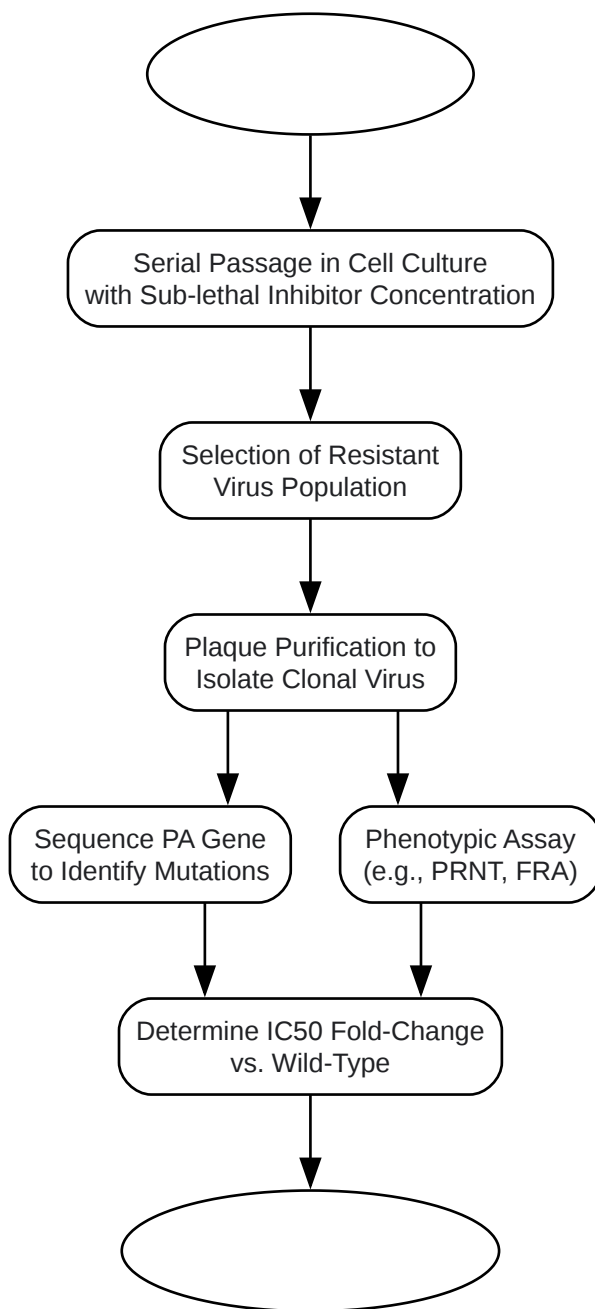 Serial Passage in Cell Culture
with Sub-lethal Inhibitor Concentration
Selection of Resistant
Virus Population
Plaque Purification to
Isolate Clonal Virus
Sequence PA Gene
to Identify Mutations
Phenotypic Assay
(e.g., PRNT, FRA)
Determine IC50 Fold-Change
vs. Wild-Type